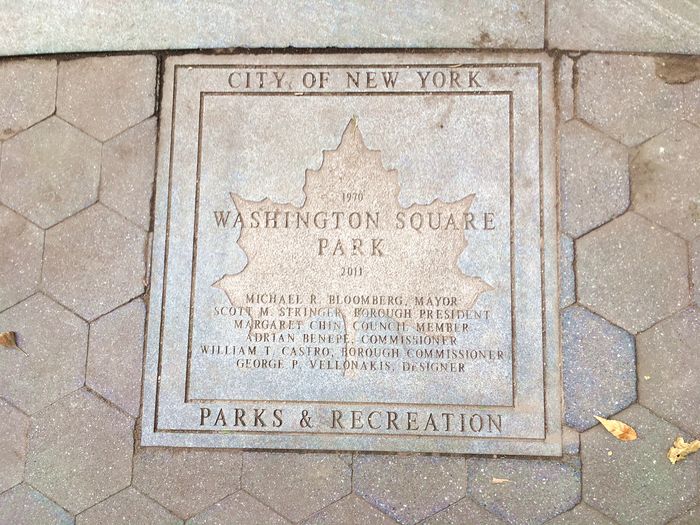 CITY OF NEW YORK
1970
WASHINGTON SQUARE
PARK
2011
MICHAEL R. BLOOMBERG, MAYOR
SCOTT M. STRINGER, BOROUGH PRESIDENT
MARGARET CHIN, COUNCIL MEMBER
ADRIAN BENEPE, COMMISSIONER
WILLIAM T. CASTRO, BOROUGH COMMISSIONER
GEORGE P. VELLONAKIS, DESIGNER
PARKS & RECREATION